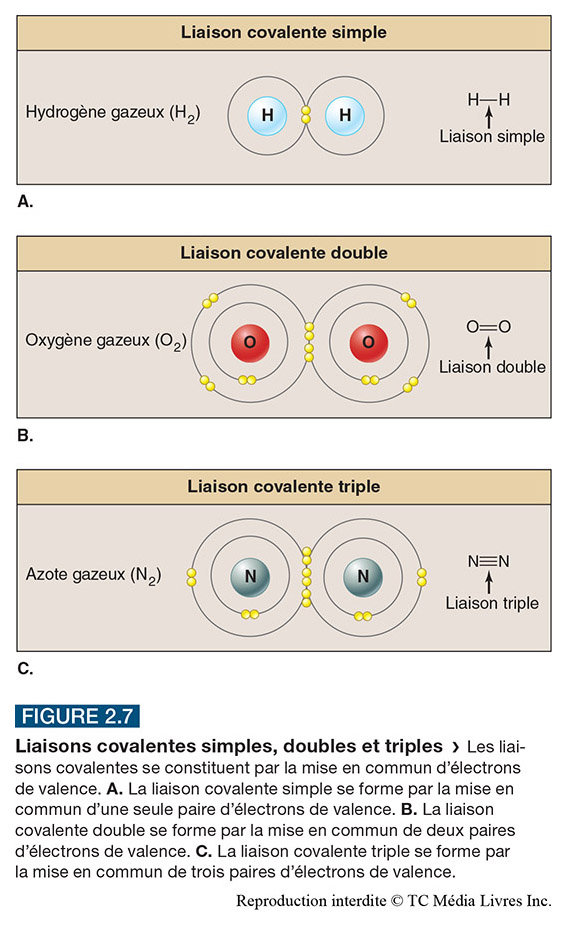 Liaison covalente simple
Hydrogène gazeux (H₂)
H
H
H—H
Liaison simple
A.
Liaison covalente double
Oxygène gazeux (O₂)
O
O
O=O
Liaison double
B.
Liaison covalente triple
Azote gazeux (N₂)
N
N
N≡N
Liaison triple
C.
FIGURE 2.7
Liaisons covalentes simples, doubles et triples › Les liai-
sons covalentes se constituent par la mise en commun d’électrons
de valence. A. La liaison covalente simple se forme par la mise en
commun d’une seule paire d’électrons de valence. B. La liaison
covalente double se forme par la mise en commun de deux paires
d’électrons de valence. C. La liaison covalente triple se forme par
la mise en commun de trois paires d’électrons de valence.
Reproduction interdite © TC Média Livres Inc.